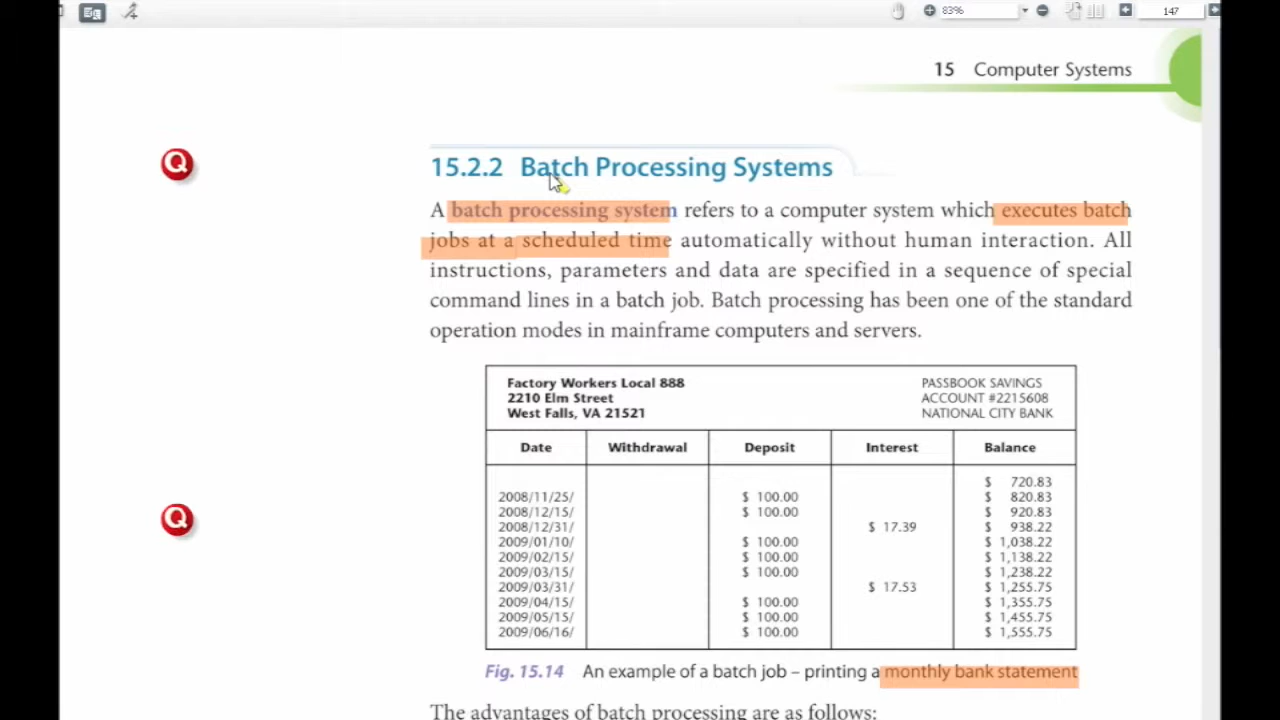 83%
147
15 Computer Systems
Q
15.2.2 Batch Processing Systems
A batch processing system refers to a computer system which executes batch
jobs at a scheduled time automatically without human interaction. All
instructions, parameters and data are specified in a sequence of special
command lines in a batch job. Batch processing has been one of the standard
operation modes in mainframe computers and servers.
Factory Workers Local 888 PASSBOOK SAVINGS
2210 Elm Street ACCOUNT #2215608
West Falls, VA 21521 NATIONAL CITY BANK
Date Withdrawal Deposit Interest Balance
$ 720.83
2008/11/25/ $ 100.00 $ 820.83
2008/12/15/ $ 100.00 $ 920.83
2008/12/31/ $ 17.39 $ 938.22
2009/01/10/ $ 100.00 $ 1,038.22
2009/02/15/ $ 100.00 $ 1,138.22
2009/03/15/ $ 100.00 $ 1,238.22
2009/03/31/ $ 17.53 $ 1,255.75
2009/04/15/ $ 100.00 $ 1,355.75
2009/05/15/ $ 100.00 $ 1,455.75
2009/06/16/ $ 100.00 $ 1,555.75
Q
Fig. 15.14 An example of a batch job – printing a monthly bank statement
The advantages of batch processing are as follows: